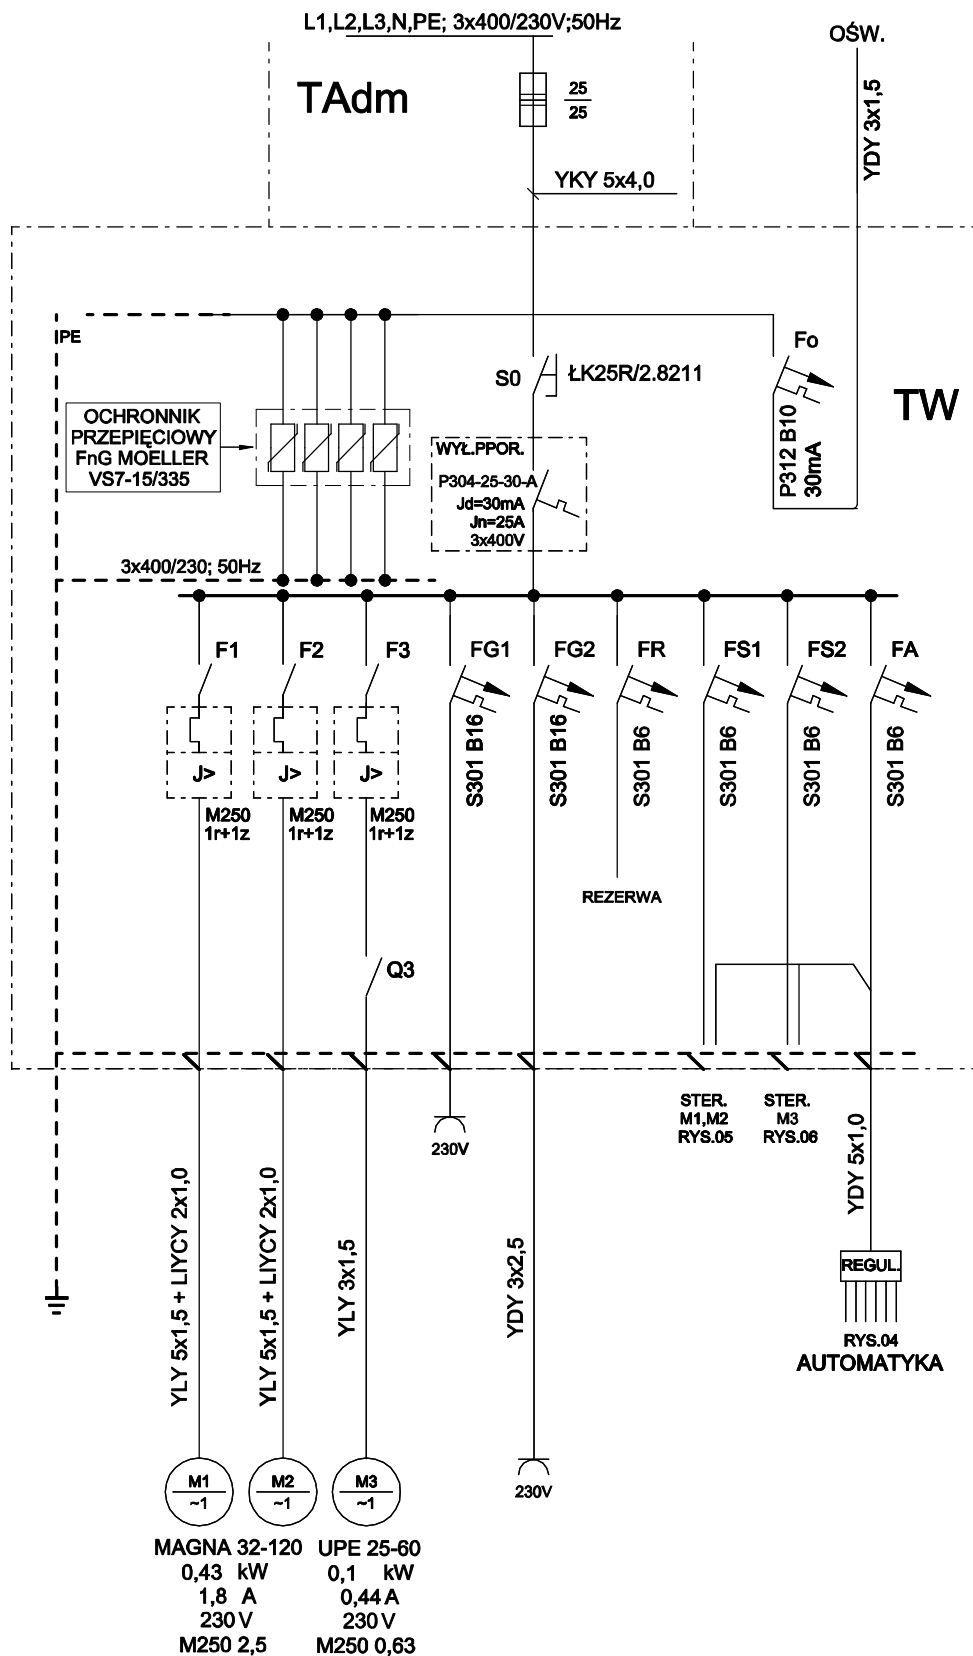 L1,L2,L3,N,PE; 3x400/230V;50Hz
OŚW.
TAdm
25
25
YDY 3x1,5
YKY 5x4,0
PE
Fo
S0
ŁK25R/2.8211
TW
OCHRONNIK
PRZEPIĘCIOWY
FnG MOELLER
VS7-15/335
P312 B10
30mA
WYŁ.PPOR.
P304-25-30-A
Jd=30mA
Jn=25A
3x400V
3x400/230; 50Hz
F1
F2
F3
FG1
FG2
FR
FS1
FS2
FA
J>
J>
J>
S301 B16
S301 B16
S301 B6
S301 B6
S301 B6
S301 B6
M250
1r+1z
M250
1r+1z
M250
1r+1z
REZERWA
Q3
STER.
M1,M2
RYS.05
STER.
M3
RYS.06
230V
YDY 5x1,0
YLY 5x1,5 + LIYCY 2x1,0
YLY 5x1,5 + LIYCY 2x1,0
YLY 3x1,5
YDY 3x2,5
REGUL.
RYS.04
AUTOMATYKA
M1
~1
M2
~1
M3
~1
230V
MAGNA 32-120
0,43 kW
1,8 A
230 V
M250 2,5
UPE 25-60
0,1 kW
0,44 A
230 V
M250 0,63